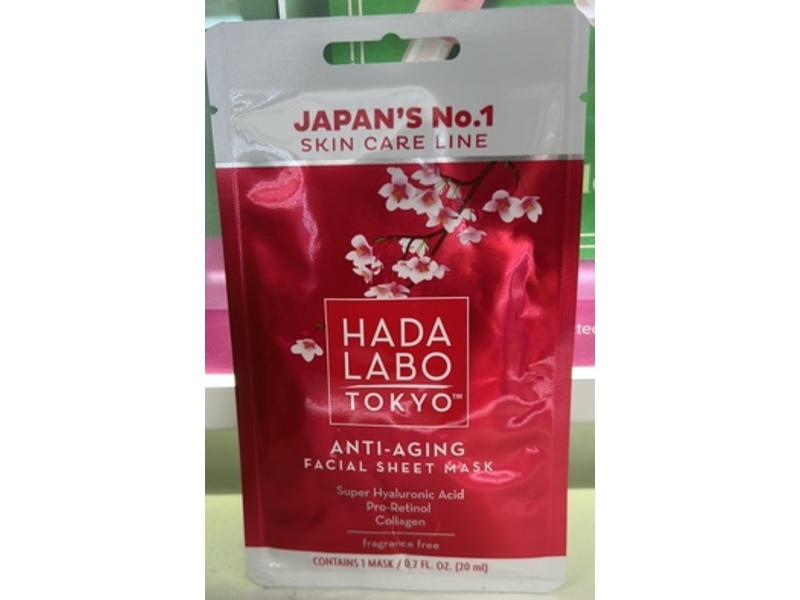 JAPAN'S No.1
SKIN CARE LINE
HADA
LABO
TOKYO™
ANTI-AGING
FACIAL SHEET MASK
Super Hyaluronic Acid
Pro-Retinol
Collagen
fragrance free
CONTAINS 1 MASK / 0.7 FL. OZ. (20 ml)